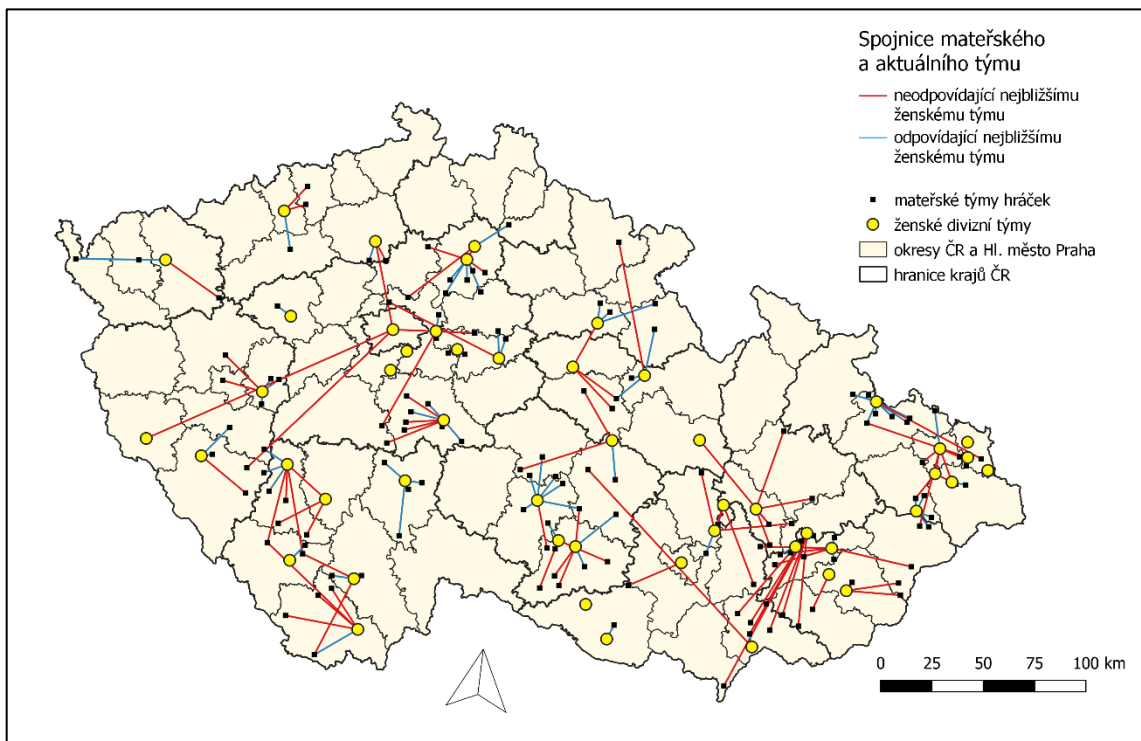 Spojnice mateřského
a aktuálního týmu
neodpovídající nejbližšímu
ženskému týmu
odpovídající nejbližšímu
ženskému týmu
mateřské týmy hráček
ženské divizní týmy
okresy ČR a Hl. město Praha
hranice krajů ČR
0 25 50 75 100 km